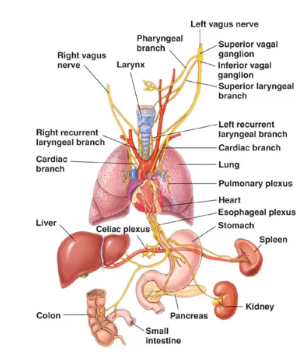 Left vagus nerve
Pharyngeal
branch
Superior vagal
ganglion
Right vagus
nerve
Larynx
Inferior vagal
ganglion
Superior laryngeal
branch
Right recurrent
laryngeal branch
Left recurrent
laryngeal branch
Cardiac branch
Cardiac
branch
Lung
Pulmonary plexus
Heart
Esophageal plexus
Liver
Celiac plexus
Stomach
Spleen
Colon
Pancreas
Kidney
Small
intestine